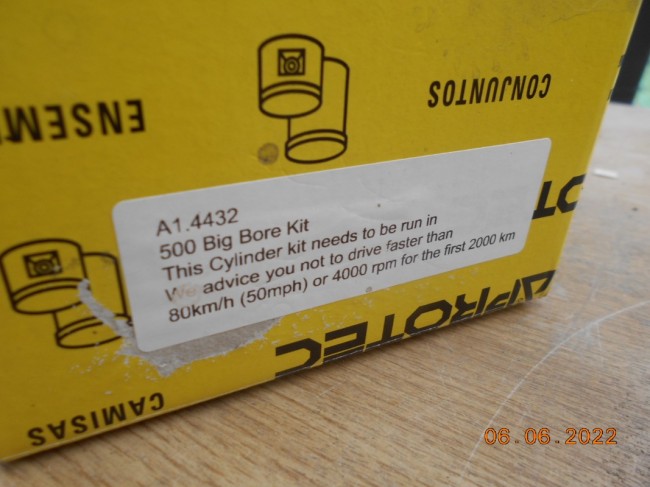 ENSEM
CONJUNTOS
A1.4432
500 Big Bore Kit
This Cylinder kit needs to be run in
We advice you not to drive faster than
80km/h (50mph) or 4000 rpm for the first 2000 km
PROTEC
CAMISAS
06.06.2022